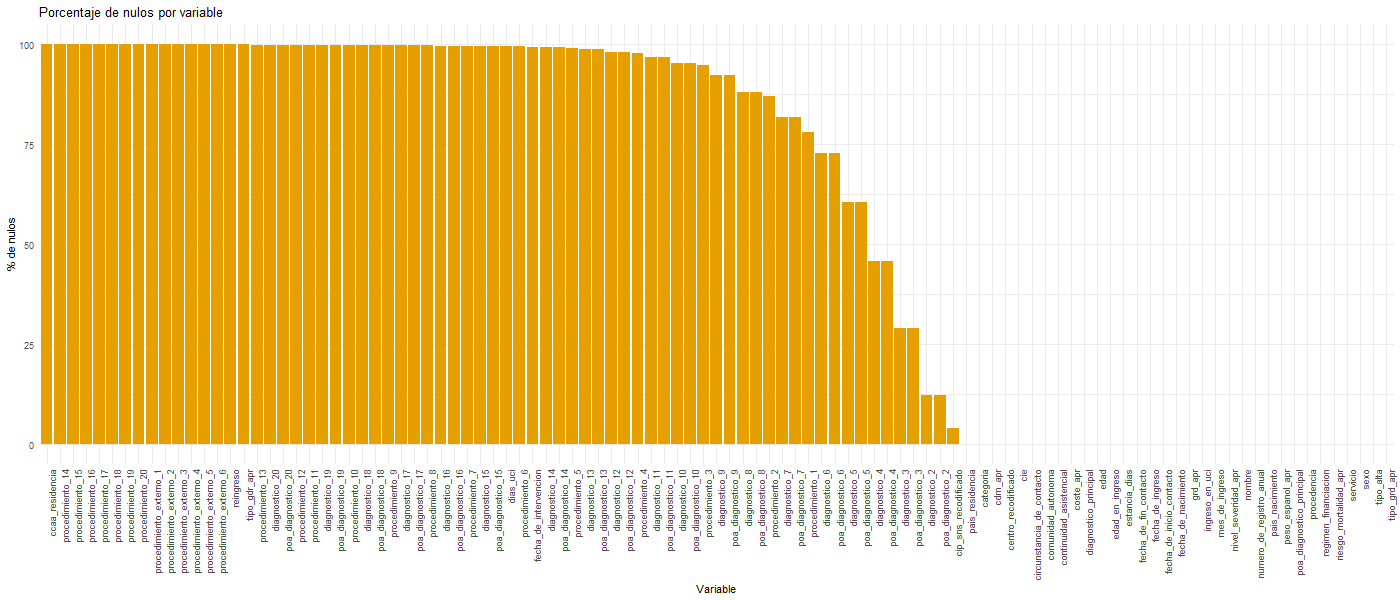 Porcentaje de nulos por variable
% de nulos
100
75
50
25
0
ccaa_residencia
procedimiento_14
procedimiento_15
procedimiento_16
procedimiento_17
procedimiento_18
procedimiento_19
procedimiento_20
procedimiento_externo_1
procedimiento_externo_2
procedimiento_externo_3
procedimiento_externo_4
procedimiento_externo_5
procedimiento_externo_6
reingreso
tipo_gdr_apr
procedimiento_13
diagnostico_20
poa_diagnostico_20
procedimiento_12
procedimiento_11
diagnostico_19
poa_diagnostico_19
procedimiento_10
diagnostico_18
poa_diagnostico_18
procedimiento_9
diagnostico_17
poa_diagnostico_17
procedimiento_8
diagnostico_16
poa_diagnostico_16
procedimiento_7
diagnostico_15
poa_diagnostico_15
dias_uci
procedimiento_6
fecha_de_intervencion
diagnostico_14
poa_diagnostico_14
procedimiento_5
diagnostico_13
poa_diagnostico_13
diagnostico_12
poa_diagnostico_12
procedimiento_4
diagnostico_11
poa_diagnostico_11
diagnostico_10
poa_diagnostico_10
procedimiento_3
diagnostico_9
poa_diagnostico_9
diagnostico_8
poa_diagnostico_8
procedimiento_2
diagnostico_7
poa_diagnostico_7
procedimiento_1
diagnostico_6
poa_diagnostico_6
diagnostico_5
poa_diagnostico_5
diagnostico_4
poa_diagnostico_4
diagnostico_3
poa_diagnostico_3
diagnostico_2
poa_diagnostico_2
cip_sns_recodificado
pais_residencia
categoria
cdm_apr
centro_recodificado
cie
circunstancia_de_contacto
comunidad_autonoma
continuidad_asistencial
coste_apr
diagnostico_principal
edad
edad_en_ingreso
estancia_dias
fecha_de_fin_contacto
fecha_de_ingreso
fecha_de_inicio_contacto
fecha_de_nacimiento
grd_apr
ingreso_en_uci
mes_de_ingreso
nivel_severidad_apr
nombre
numero_de_registro_anual
pais_nacimiento
peso_espanol_apr
poa_diagnostico_principal
procedencia
regimen_financiacion
riesgo_mortalidad_apr
servicio
sexo
tipo_alta
tipo_grd_apr
Variable